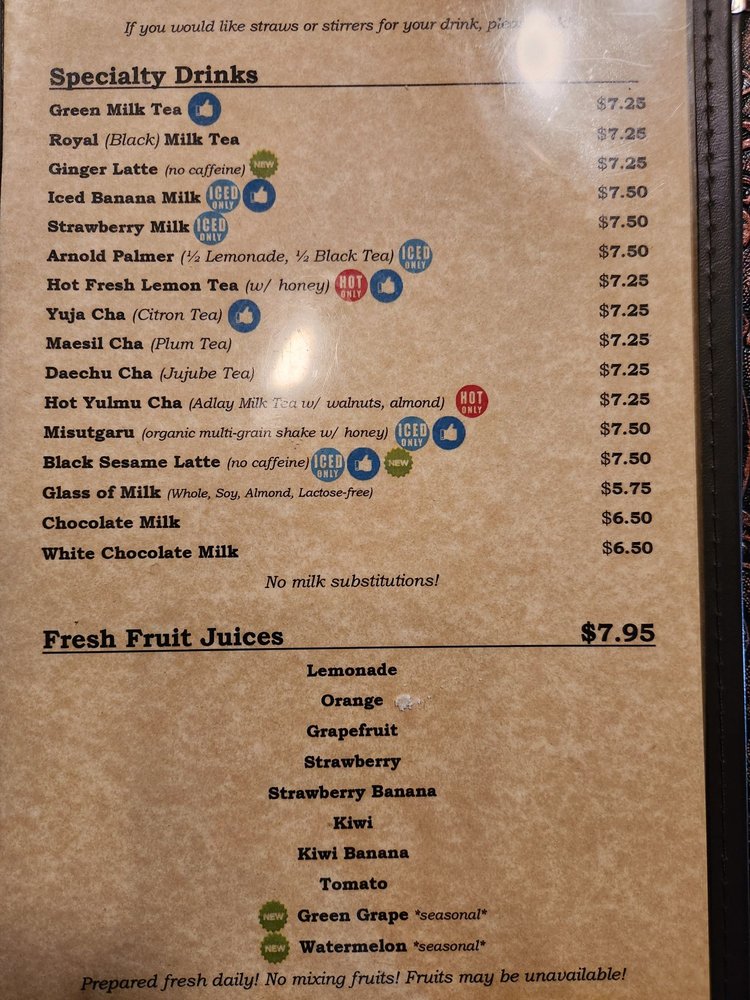 If you would like straws or stirrers for your drink,
Specialty Drinks
Green Milk Tea $7.25
Royal (Black) Milk Tea $7.25
Ginger Latte (no caffeine) NEW $7.25
Iced Banana Milk ICED ONLY $7.50
Strawberry Milk ICED ONLY $7.50
Arnold Palmer (½ Lemonade, ½ Black Tea) ICED ONLY $7.50
Hot Fresh Lemon Tea (w/ honey) HOT ONLY $7.25
Yuja Cha (Citron Tea) $7.25
Maesil Cha (Plum Tea) $7.25
Daechu Cha (Jujube Tea) $7.25
Hot Yulmu Cha (Adlay Milk Tea w/ walnuts, almond) HOT ONLY $7.25
Misutgaru (organic multi-grain shake w/ honey) ICED ONLY $7.50
Black Sesame Latte (no caffeine) ICED ONLY NEW $7.50
Glass of Milk (Whole, Soy, Almond, Lactose-free) $5.75
Chocolate Milk $6.50
White Chocolate Milk $6.50
No milk substitutions!
Fresh Fruit Juices $7.95
Lemonade
Orange
Grapefruit
Strawberry
Strawberry Banana
Kiwi
Kiwi Banana
Tomato
NEW Green Grape *seasonal*
NEW Watermelon *seasonal*
Prepared fresh daily! No mixing fruits! Fruits may be unavailable!